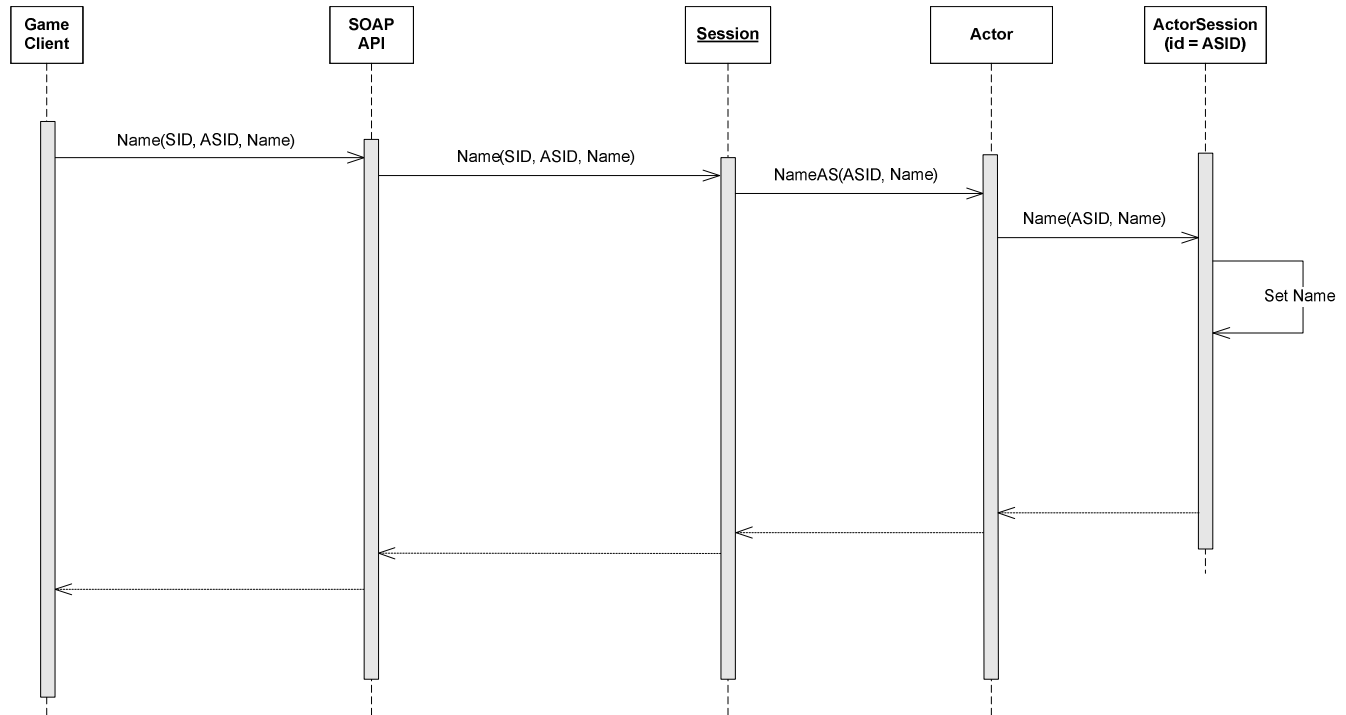 Game
Client
SOAP
API
Session
Actor
ActorSession
(id = ASID)
Name(SID, ASID, Name)
Name(SID, ASID, Name)
NameAS(ASID, Name)
Name(ASID, Name)
Set Name